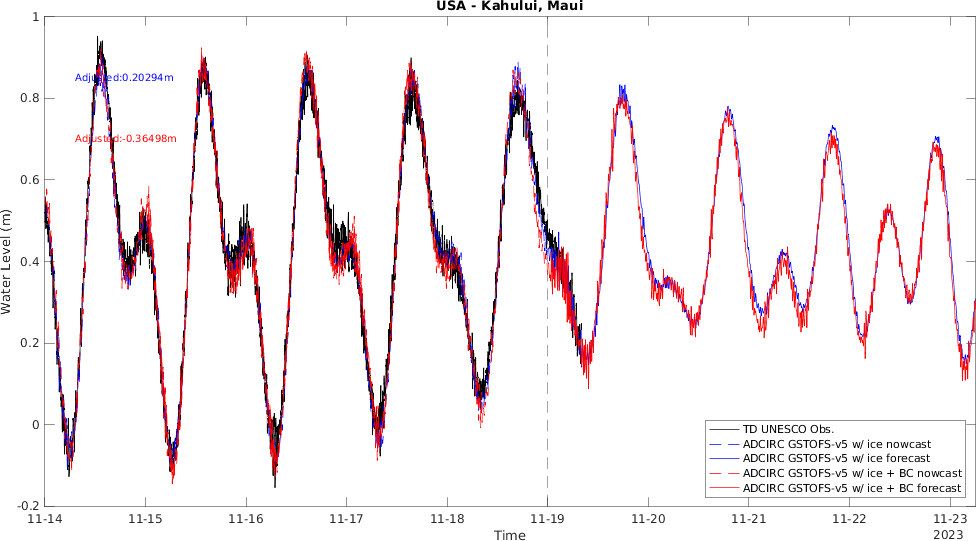 USA - Kahului, Maui
1
0.8
0.6
0.4
0.2
0
-0.2
Water Level (m)
Adjusted:0.20294m
Adjusted:-0.36498m
TD UNESCO Obs.
ADCIRC GSTOFS-v5 w/ ice nowcast
ADCIRC GSTOFS-v5 w/ ice forecast
ADCIRC GSTOFS-v5 w/ ice + BC nowcast
ADCIRC GSTOFS-v5 w/ ice + BC forecast
11-14 11-15 11-16 11-17 11-18 11-19 11-20 11-21 11-22 11-23
Time
2023